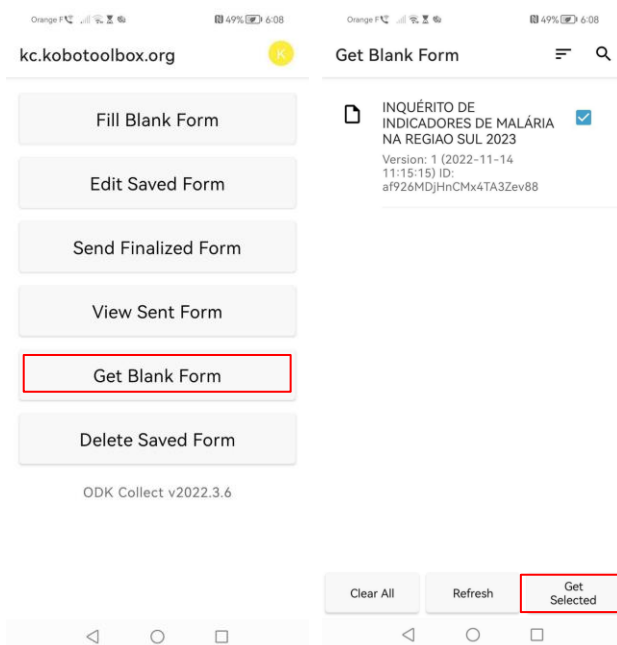 Orange F 49% 6:08
kc.kobotoolbox.org K
Fill Blank Form
Edit Saved Form
Send Finalized Form
View Sent Form
Get Blank Form
Delete Saved Form
ODK Collect v2022.3.6
Orange F 49% 6:08
Get Blank Form
INQUÉRITO DE
INDICADORES DE MALÁRIA
NA REGIAO SUL 2023
Version: 1 (2022-11-14
11:15:15) ID:
af926MDjHnCMx4TA3Zev88
Clear All Refresh Get
Selected